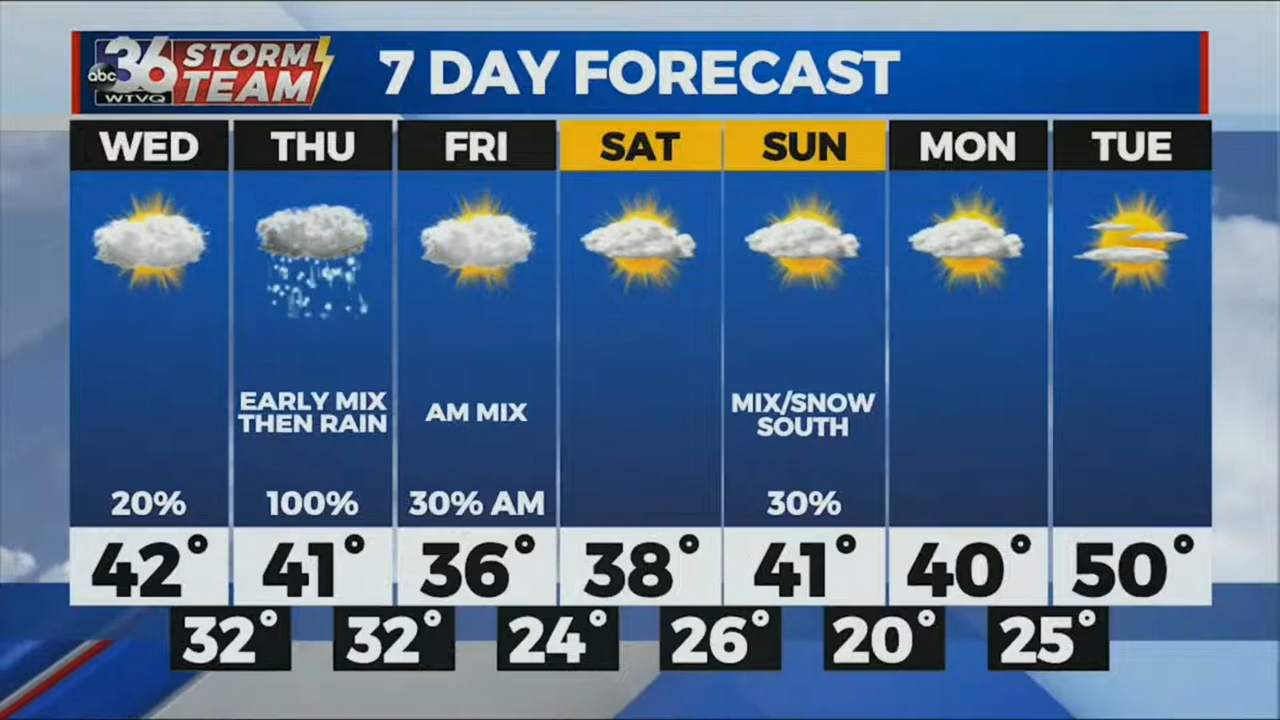 abc 36 WTVQ
STORM
TEAM
7 DAY FORECAST
WED THU FRI SAT SUN MON TUE
EARLY MIX
THEN RAIN
AM MIX
MIX/SNOW
SOUTH
20% 100% 30% AM 30%
42° 41° 36° 38° 41° 40° 50°
32° 32° 24° 26° 20° 25°